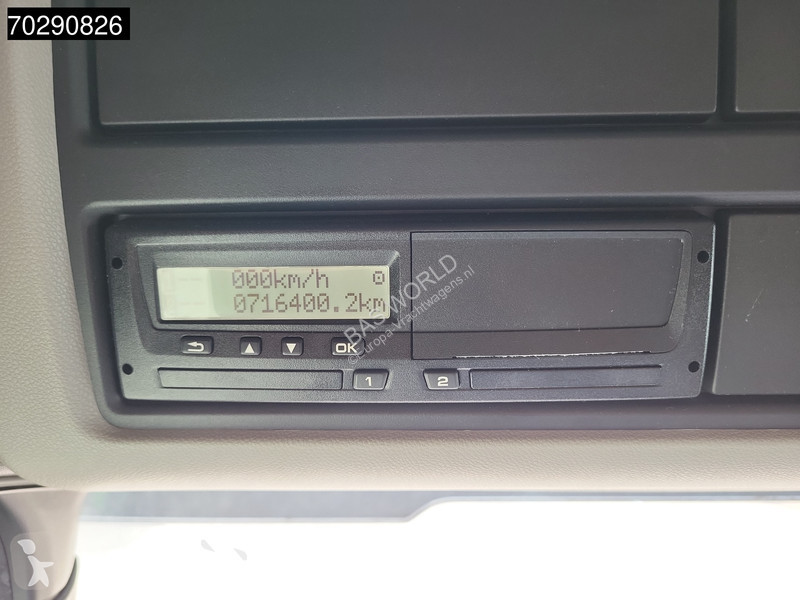 70290826
000km/h
0716400.2km
OK
1
2
BAS WORLD
©Europa Vrachtwagens.nl